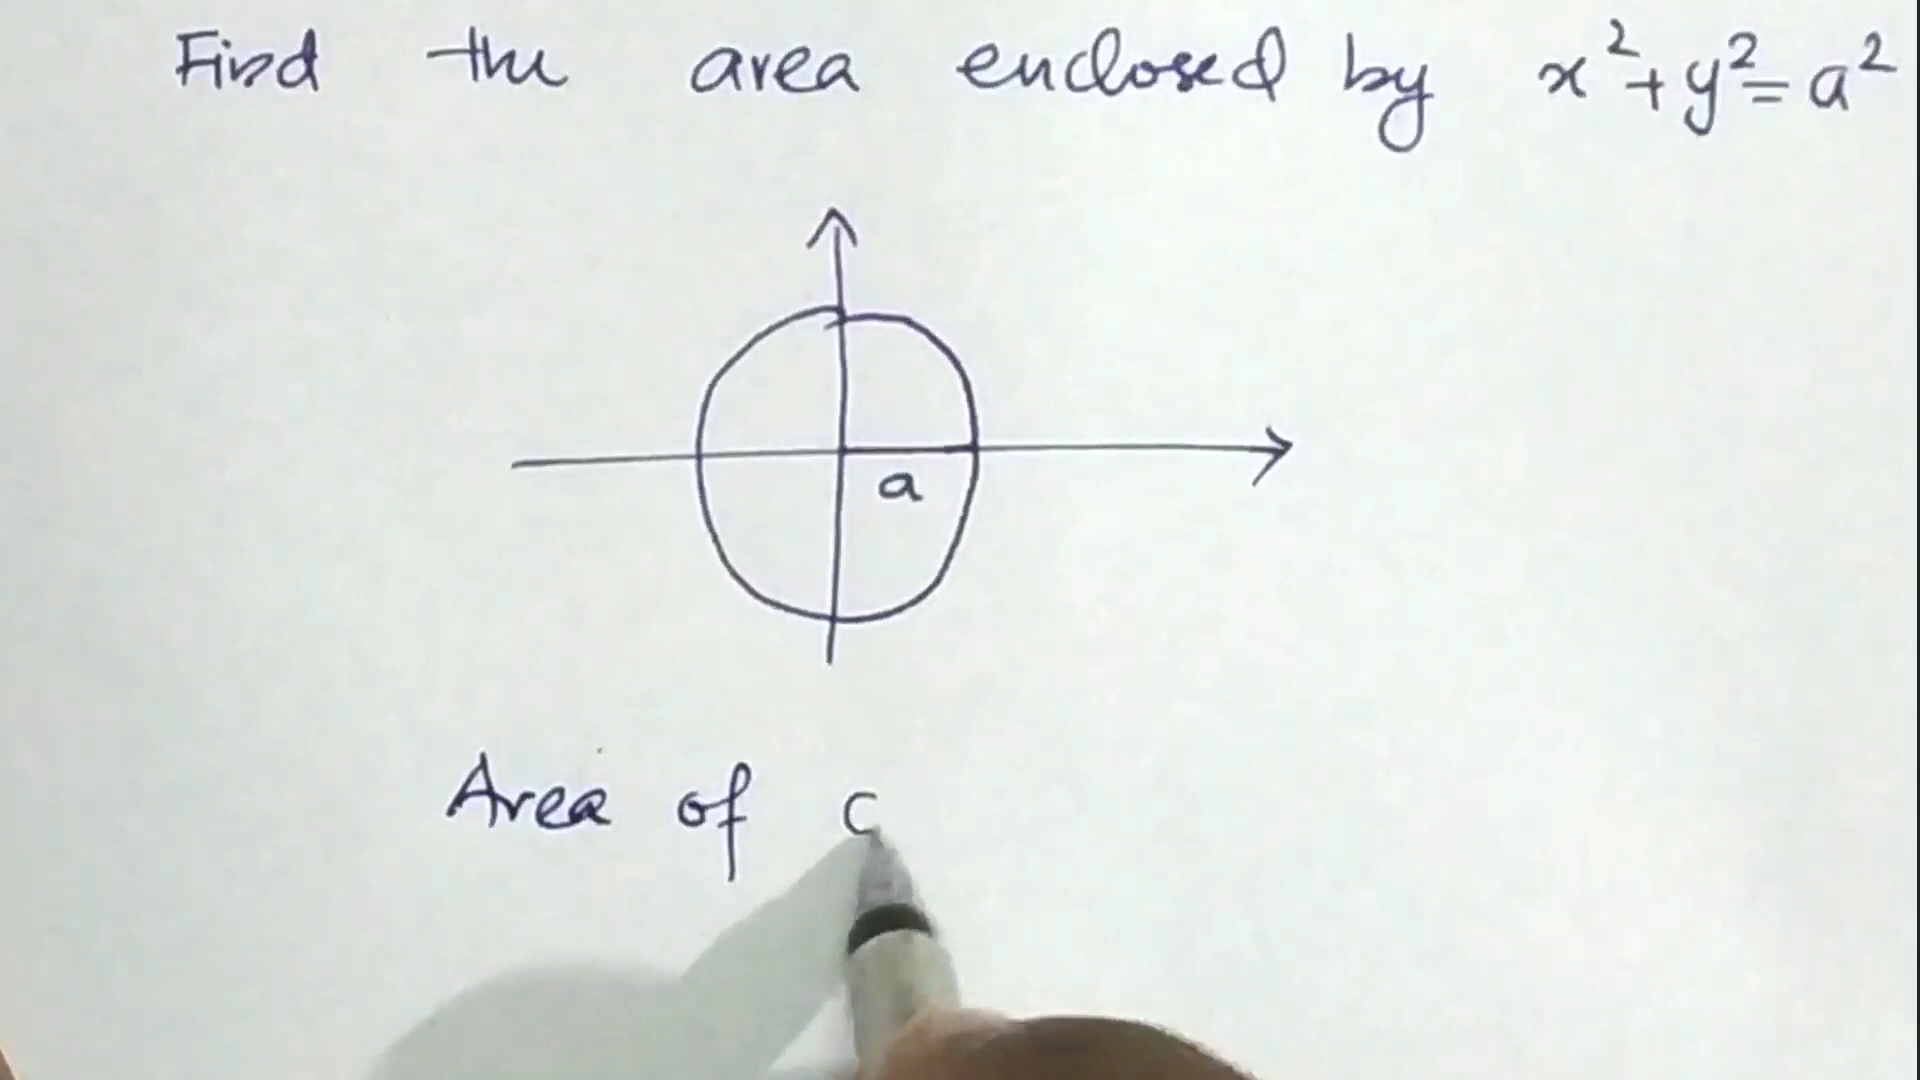 Find the area enclosed by x²+y²=a²
a
Area of c